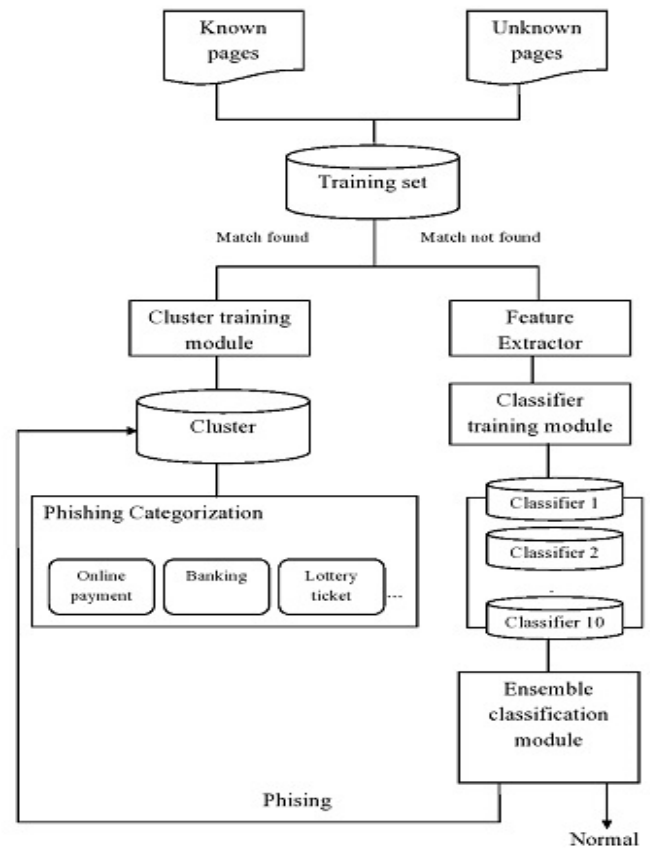 Known
pages
Unknown
pages
Training set
Match found
Match not found
Cluster training
module
Feature
Extractor
Cluster
Classifier
training module
Phishing Categorization
Online
payment
Banking
Lottery
ticket
...
Classifier 1
Classifier 2
.
Classifier 10
Ensemble
classification
module
Phising
Normal